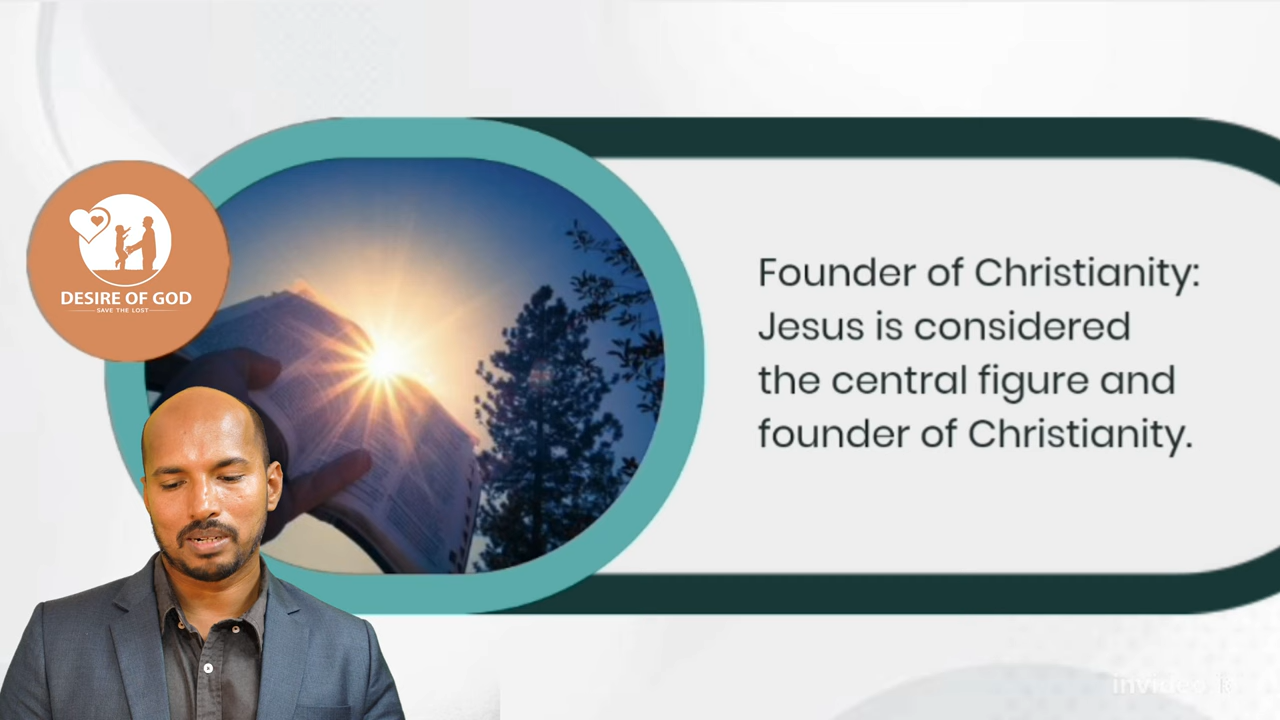 DESIRE OF GOD
SAVE THE LOST
Founder of Christianity:
Jesus is considered
the central figure and
founder of Christianity.
invideo